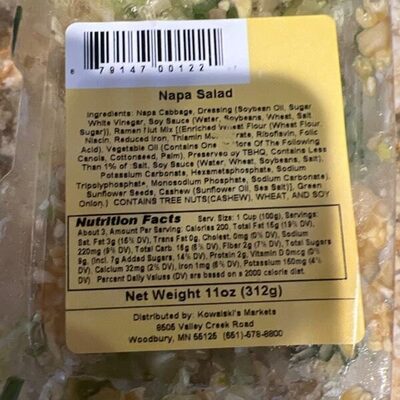 8 79147 00122
Napa Salad
Ingredients: Napa Cabbage, Dressing (Soybean Oil, Sugar
White Vinegar, Soy Sauce (Water, Soybeans, Wheat, Salt
Sugar)), Ramen Nut Mix [(Enriched Wheat Flour (Wheat Flour
Niacin, Reduced Iron, Thiamin M rate, Riboflavin, Folic
Acid), Vegetable Oil (Contains One or More Of The Following
Canola, Cottonseed, Palm), Preserved by TBHQ, Contains Less
Than 1% of Salt, Soy Sauce (Water, Wheat, Soybeans, Salt),
Potassium Carbonate, Hexametaphosphate, Sodium
Tripolyphosphate, Monosodium Phosphate, Sodium Carbonate),
Sunflower Seeds, Cashew (Sunflower Oil, Sea Salt)], Green
Onion.) CONTAINS TREE NUTS(CASHEW), WHEAT, AND SOY
Nutrition Facts Serv. Size: 1 Cup (100g), Servings:
About 3, Amount Per Serving: Calories 200, Total Fat 15g (19% DV),
Sat. Fat 3g (15% DV), Trans Fat 0g, Cholest. 0mg (0% DV), Sodium
220mg (9% DV), Total Carb 15g (5% DV), Fiber 2g (7% DV), Total Sugars
(Incl. 7g Added Sugars, 14% DV), Protein 2g, Vitamin D 0mcg (0%
DV), Calcium 32mg (2% DV), Iron 1mg (6% DV), Potassium 150mg (4%
DV). Percent Daily Values (DV) are based on a 2000 calorie diet.
Net Weight 11oz (312g)
Distributed by: Kowalski's Markets
8505 Valley Creek Road
Woodbury, MN 55125 (651)-578-8800